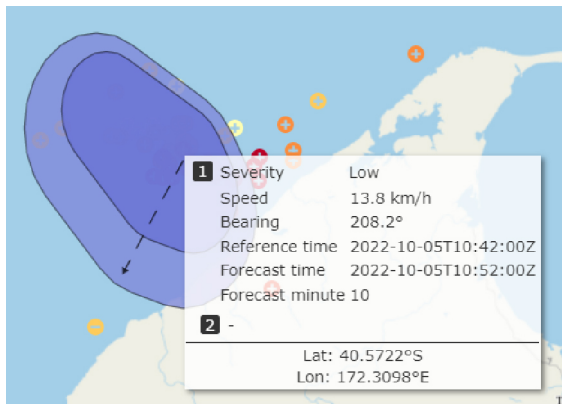 1 Severity Low
Speed 13.8 km/h
Bearing 208.2°
Reference time 2022-10-05T10:42:00Z
Forecast time 2022-10-05T10:52:00Z
Forecast minute 10
2 -
Lat: 40.5722°S
Lon: 172.3098°E